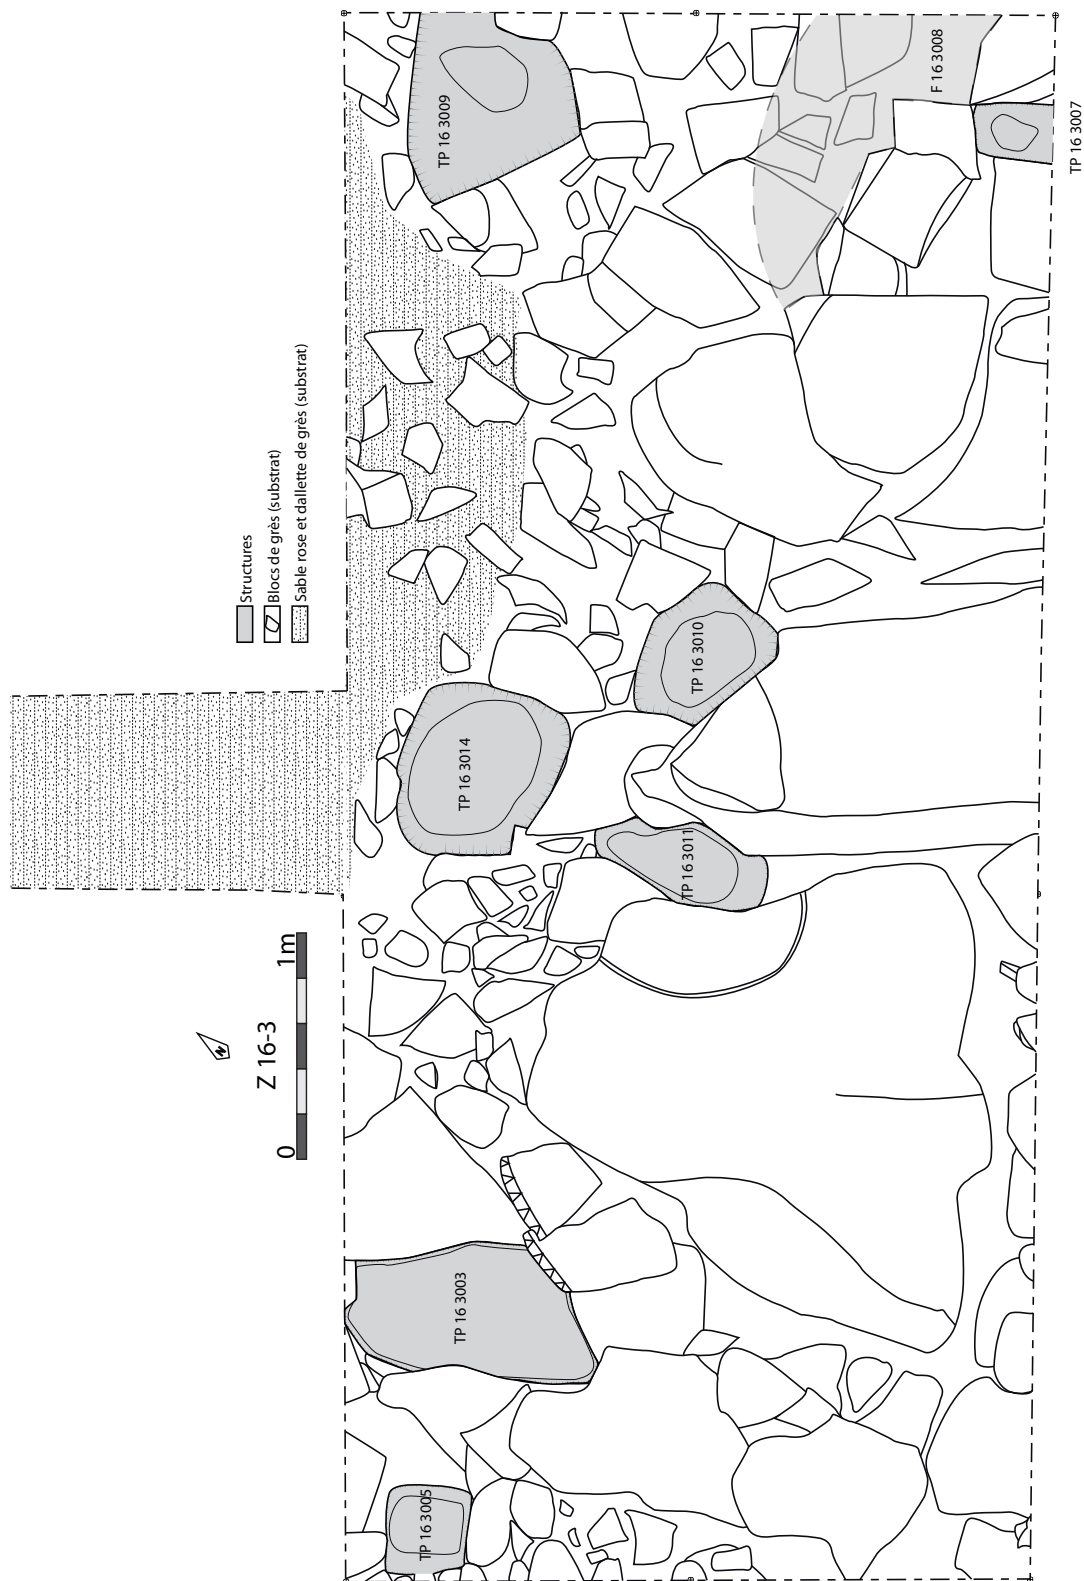 TP 16 3009
F 16 3008
TP 16 3007
Structures
Blocs de grès (substrat)
Sable rose et dallette de grès (substrat)
TP 16 3010
TP 16 3014
TP 16 3011
N
Z 16-3
0
1m
TP 16 3003
TP 16 3005